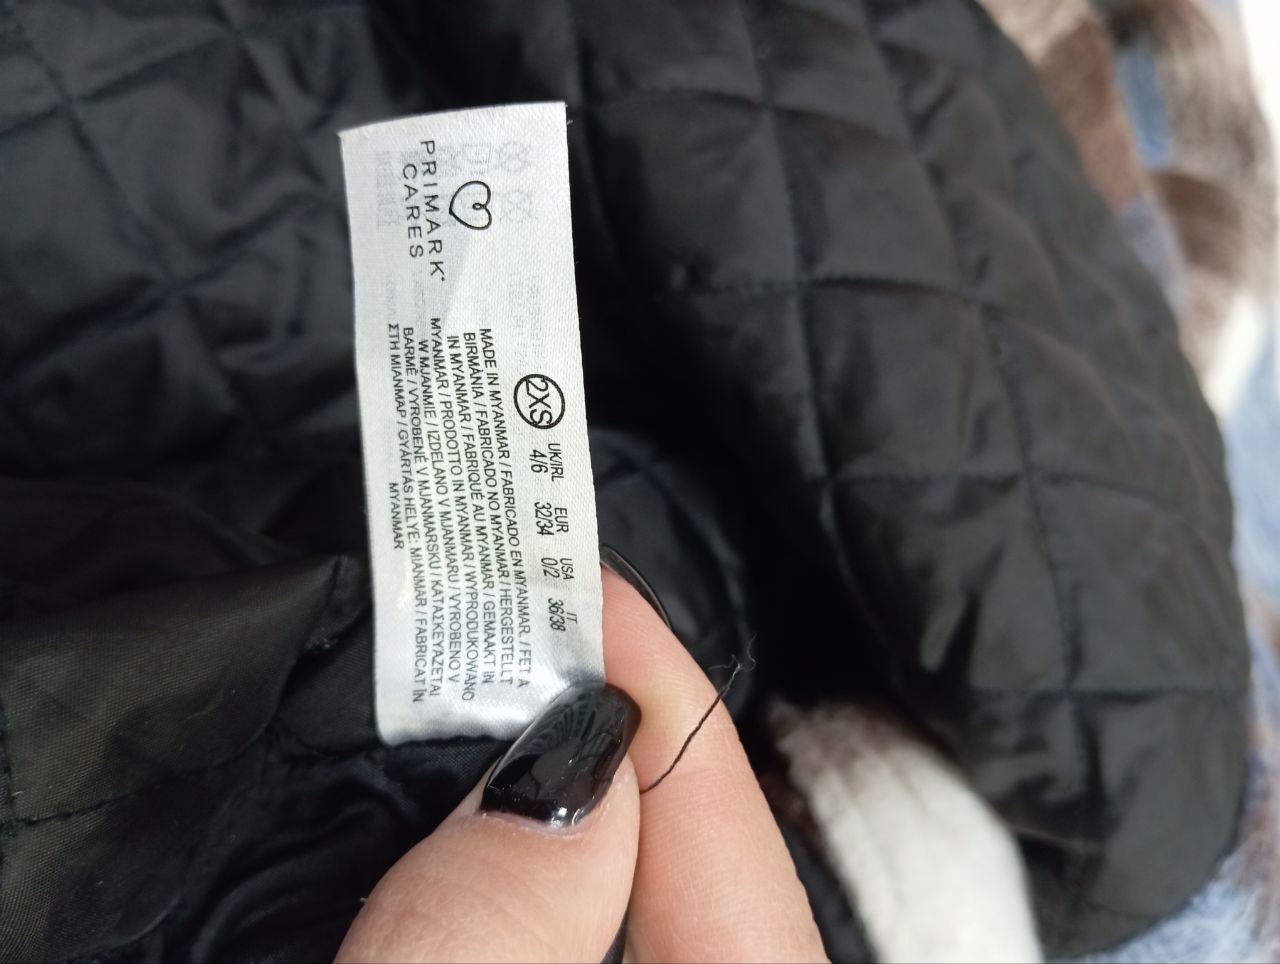 PRIMARK
CARES
2XS
UK/IRL EUR USA IT
4/6 32/34 0/2 36/38
MADE IN MYANMAR / FABRICADO EN MYANMAR. / FET A
BIRMÀNIA / FABRICADO NO MYANMAR / HERGESTELLT
IN MYANMAR / FABRIQUÉ AU MYANMAR / GEMAAKT IN
MYANMAR / PRODOTTO IN MYANMAR / WYPRODUKOWANO
W MJANMIE / IZDELANO V MJANMARU / VYROBENO V
BARMĚ / VYROBENÉ V MJANMARSKU / ΚΑΤΑΣΚΕΥΑΖΕΤΑΙ
ΣΤΗ ΜΙΑΝΜΑΡ / GYÁRTÁS HELYE: MIANMAR / FABRICAT ÎN
MYANMAR